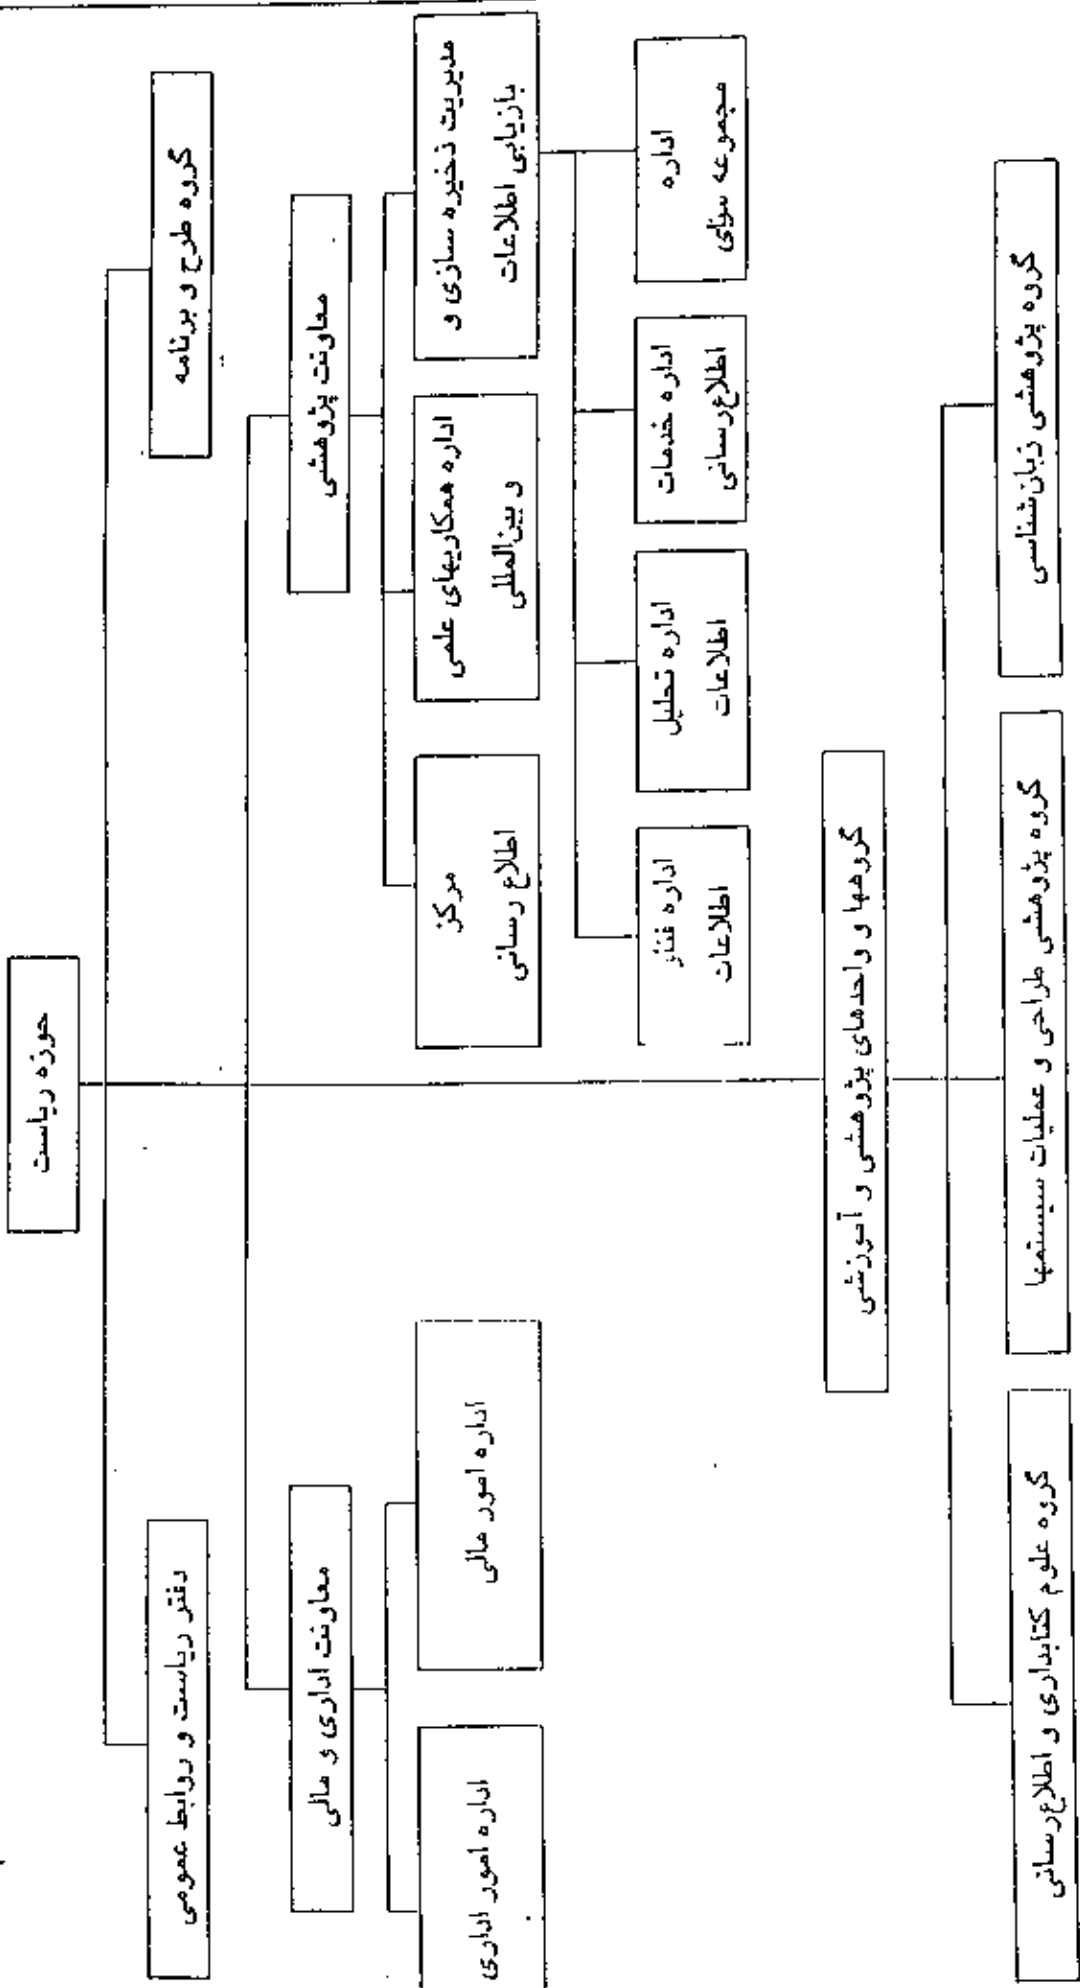 حوزه ریاست
گروه طرح و برنامه
دفتر ریاست و روابط عمومی
معاونت پژوهشی
معاونت اداری و مالی
مدیریت ذخیره سازی و
بازیابی اطلاعات
اداره همکاریهای علمی
و بین‌المللی
مرکز
اطلاع رسانی
اداره امور مالی
اداره امور اداری
اداره
مجموعه
اداره خدمات
اطلاع‌رسانی
اداره تحلیل
اطلاعات
اداره
اطلاعات
گروهها و واحدهای پژوهشی و آموزشی
گروه پژوهشی زبان‌شناسی
گروه پژوهشی طراحی و عملیات سیستمها
گروه علوم کتابداری و اطلاع‌رسانی